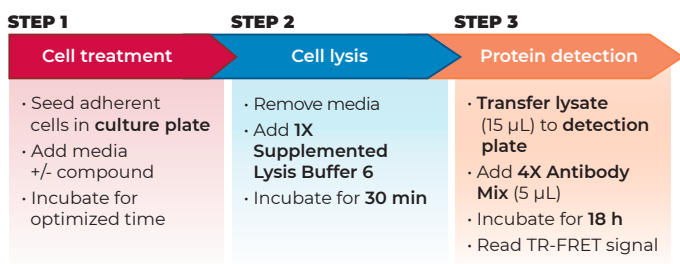 STEP 1
Cell treatment
· Seed adherent
cells in culture plate
· Add media
+/- compound
· Incubate for
optimized time
STEP 2
Cell lysis
· Remove media
· Add 1X
Supplemented
Lysis Buffer 6
· Incubate for 30 min
STEP 3
Protein detection
· Transfer lysate
(15 µL) to detection
plate
· Add 4X Antibody
Mix (5 µL)
· Incubate for 18 h
· Read TR-FRET signal